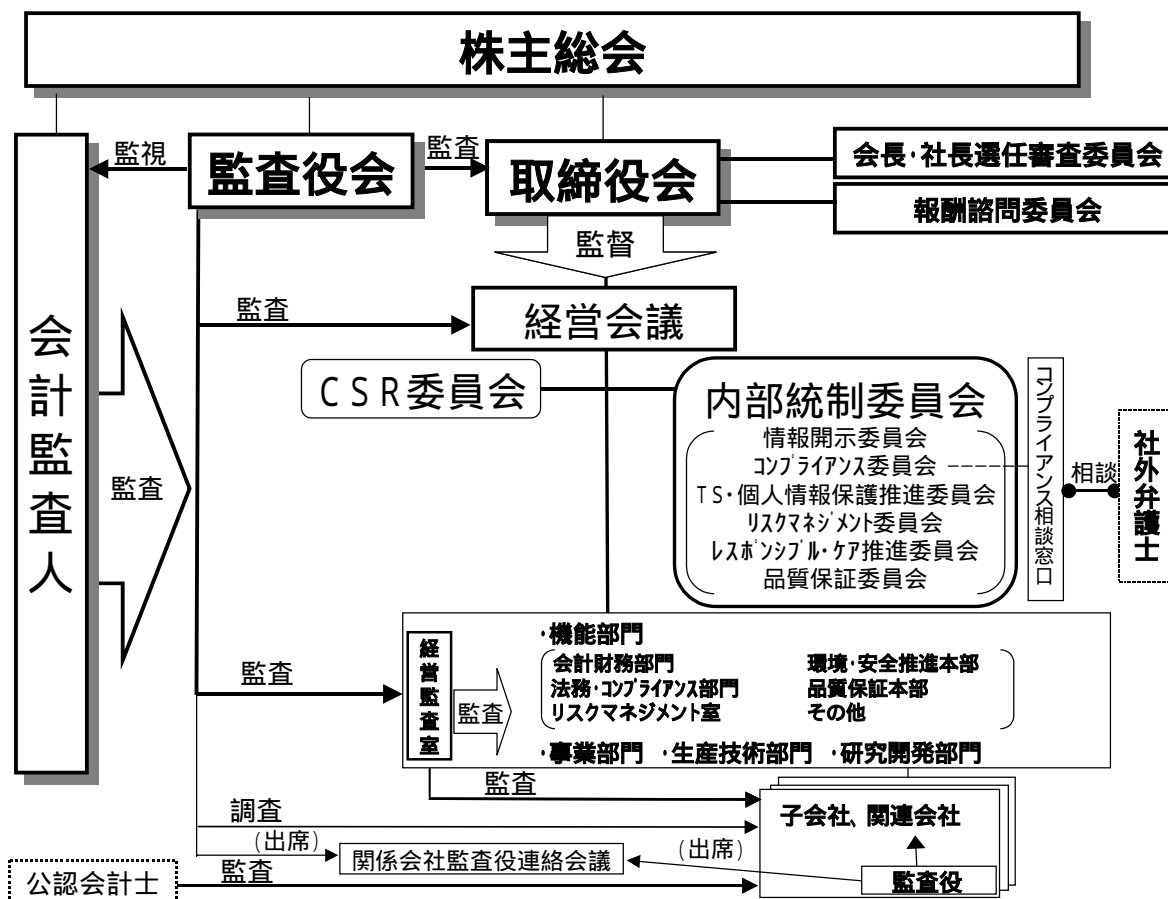 株主総会
監視
監査役会
監査
取締役会
会長・社長選任審査委員会
報酬諮問委員会
監督
会計監査人
監査
監査
経営会議
CSR委員会
内部統制委員会
情報開示委員会
コンプライアンス委員会
TS・個人情報保護推進委員会
リスクマネジメント委員会
レスポンシブル・ケア推進委員会
品質保証委員会
コンプライアンス相談窓口
相談
社外弁護士
監査
経営監査室
監査
・機能部門
会計財務部門 環境・安全推進本部
法務・コンプライアンス部門 品質保証本部
リスクマネジメント室 その他
・事業部門 ・生産技術部門 ・研究開発部門
監査
調査
子会社、関連会社
(出席)
関係会社監査役連絡会議
(出席)
監査役
公認会計士
監査